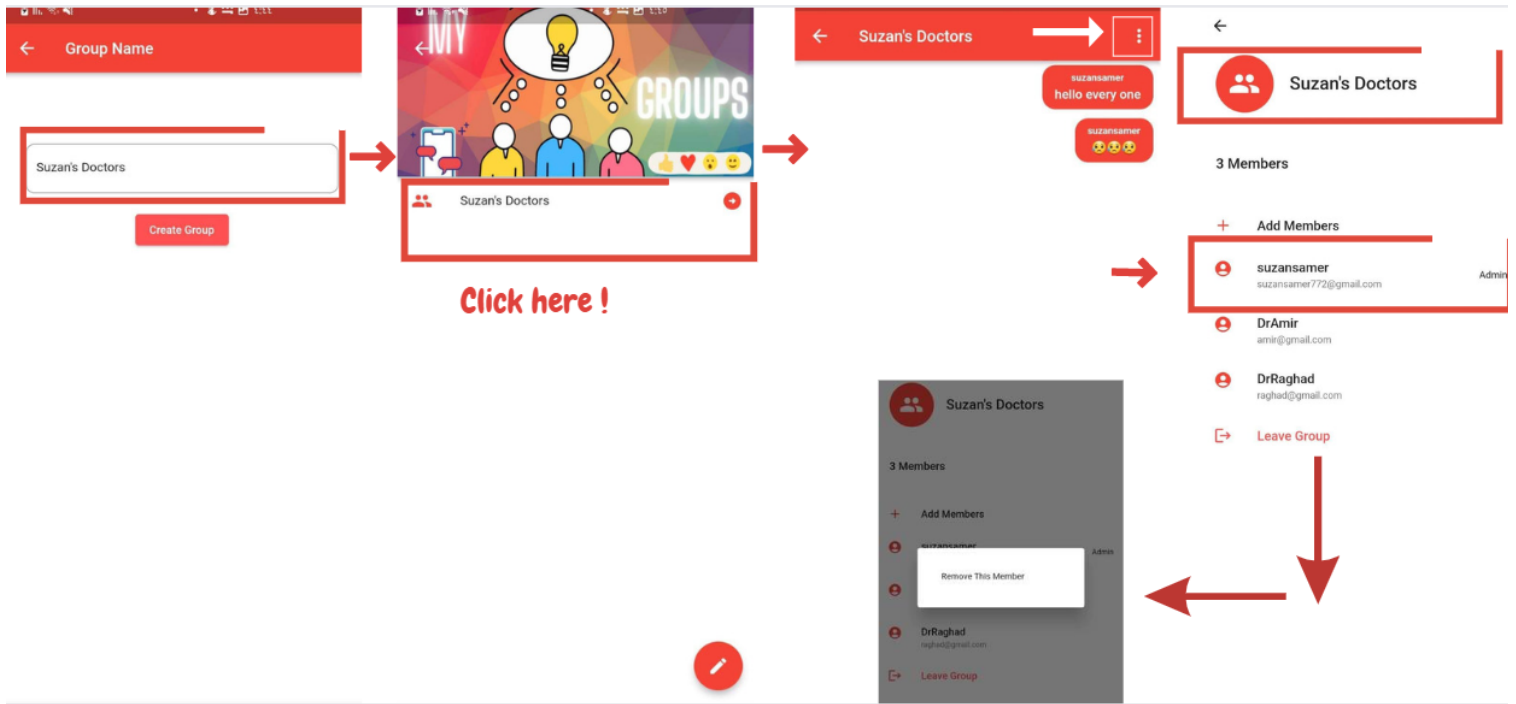 Group Name
Suzan's Doctors
Create Group
MY
GROUPS
Suzan's Doctors
Click here !
Suzan's Doctors
suzansamer
hello every one
suzansamer
😢😢😢
Suzan's Doctors
3 Members
Add Members
suzansamer
Admin
suzansamer772@gmail.com
DrAmir
amir@gmail.com
DrRaghad
raghad@gmail.com
Leave Group
Suzan's Doctors
3 Members
Add Members
suzansamer
Admin
Remove This Member
DrRaghad
raghad@gmail.com
Leave Group